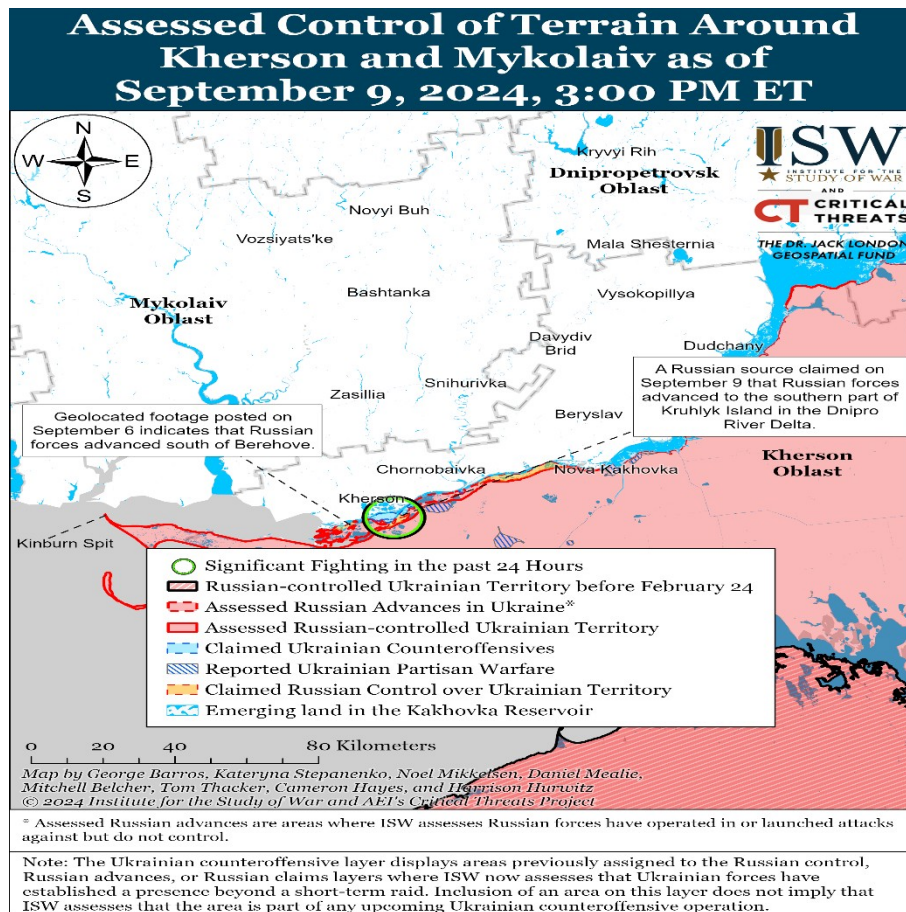 Assessed Control of Terrain Around
Kherson and Mykolaiv as of
September 9, 2024, 3:00 PM ET
N
W E
S
ISW
INSTITUTE FOR THE
STUDY OF WAR
AND
CT CRITICAL
THREATS
THE DR. JACK LONDON
GEOSPATIAL FUND
Kryvyi Rih
Dnipropetrovsk
Oblast
Novyi Buh
Vozsiyats'ke
Mala Shesternia
Mykolaiv
Oblast
Bashtanka
Vysokopillya
Davydiv
Brid
Dudchany
A Russian source claimed on
September 9 that Russian forces
advanced to the southern part of
Kruhlyk Island in the Dnipro
River Delta.
Zasillia
Snihurivka
Beryslav
Geolocated footage posted on
September 6 indicates that Russian
forces advanced south of Berehove.
Kherson
Oblast
Chornobaivka
Nova Kakhovka
Kherson
Kinburn Spit
Significant Fighting in the past 24 Hours
Russian-controlled Ukrainian Territory before February 24
Assessed Russian Advances in Ukraine*
Assessed Russian-controlled Ukrainian Territory
Claimed Ukrainian Counteroffensives
Reported Ukrainian Partisan Warfare
Claimed Russian Control over Ukrainian Territory
Emerging land in the Kakhovka Reservoir
0 20 40 80 Kilometers
Map by George Barros, Kateryna Stepanenko, Noel Mikkelsen, Daniel Mealie,
Mitchell Belcher, Tom Thacker, Cameron Hayes, and Harrison Hurwitz
© 2024 Institute for the Study of War and AEI's Critical Threats Project
* Assessed Russian advances are areas where ISW assesses Russian forces have operated in or launched attacks
against but do not control.
Note: The Ukrainian counteroffensive layer displays areas previously assigned to the Russian control,
Russian advances, or Russian claims layers where ISW now assesses that Ukrainian forces have
established a presence beyond a short-term raid. Inclusion of an area on this layer does not imply that
ISW assesses that the area is part of any upcoming Ukrainian counteroffensive operation.